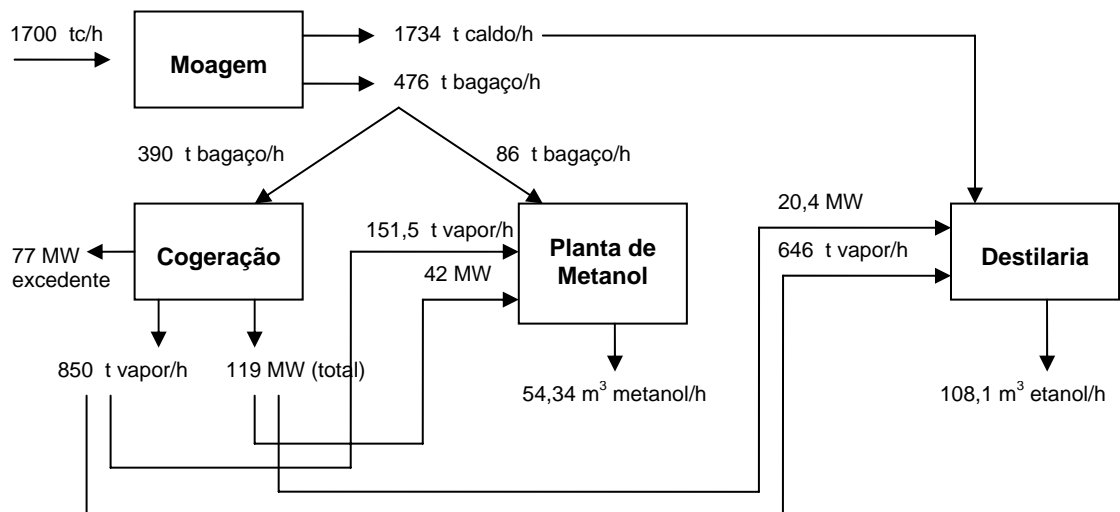 1700 tc/h
Moagem
1734 t caldo/h
476 t bagaço/h
390 t bagaço/h
86 t bagaço/h
77 MW
excedente
Cogeração
151,5 t vapor/h
42 MW
Planta de
Metanol
20,4 MW
646 t vapor/h
Destilaria
850 t vapor/h
119 MW (total)
54,34 m³ metanol/h
108,1 m³ etanol/h